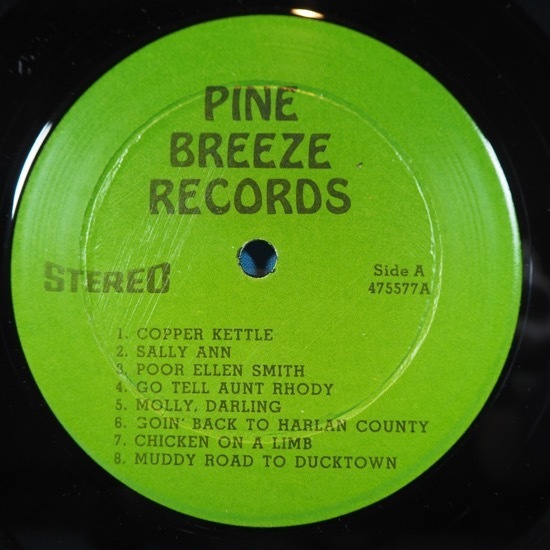 PINE
BREEZE
RECORDS
STEREO
Side A
475577A
1. COPPER KETTLE
2. SALLY ANN
3. POOR ELLEN SMITH
4. GO TELL AUNT RHODY
5. MOLLY, DARLING
6. GOIN' BACK TO HARLAN COUNTY
7. CHICKEN ON A LIMB
8. MUDDY ROAD TO DUCKTOWN